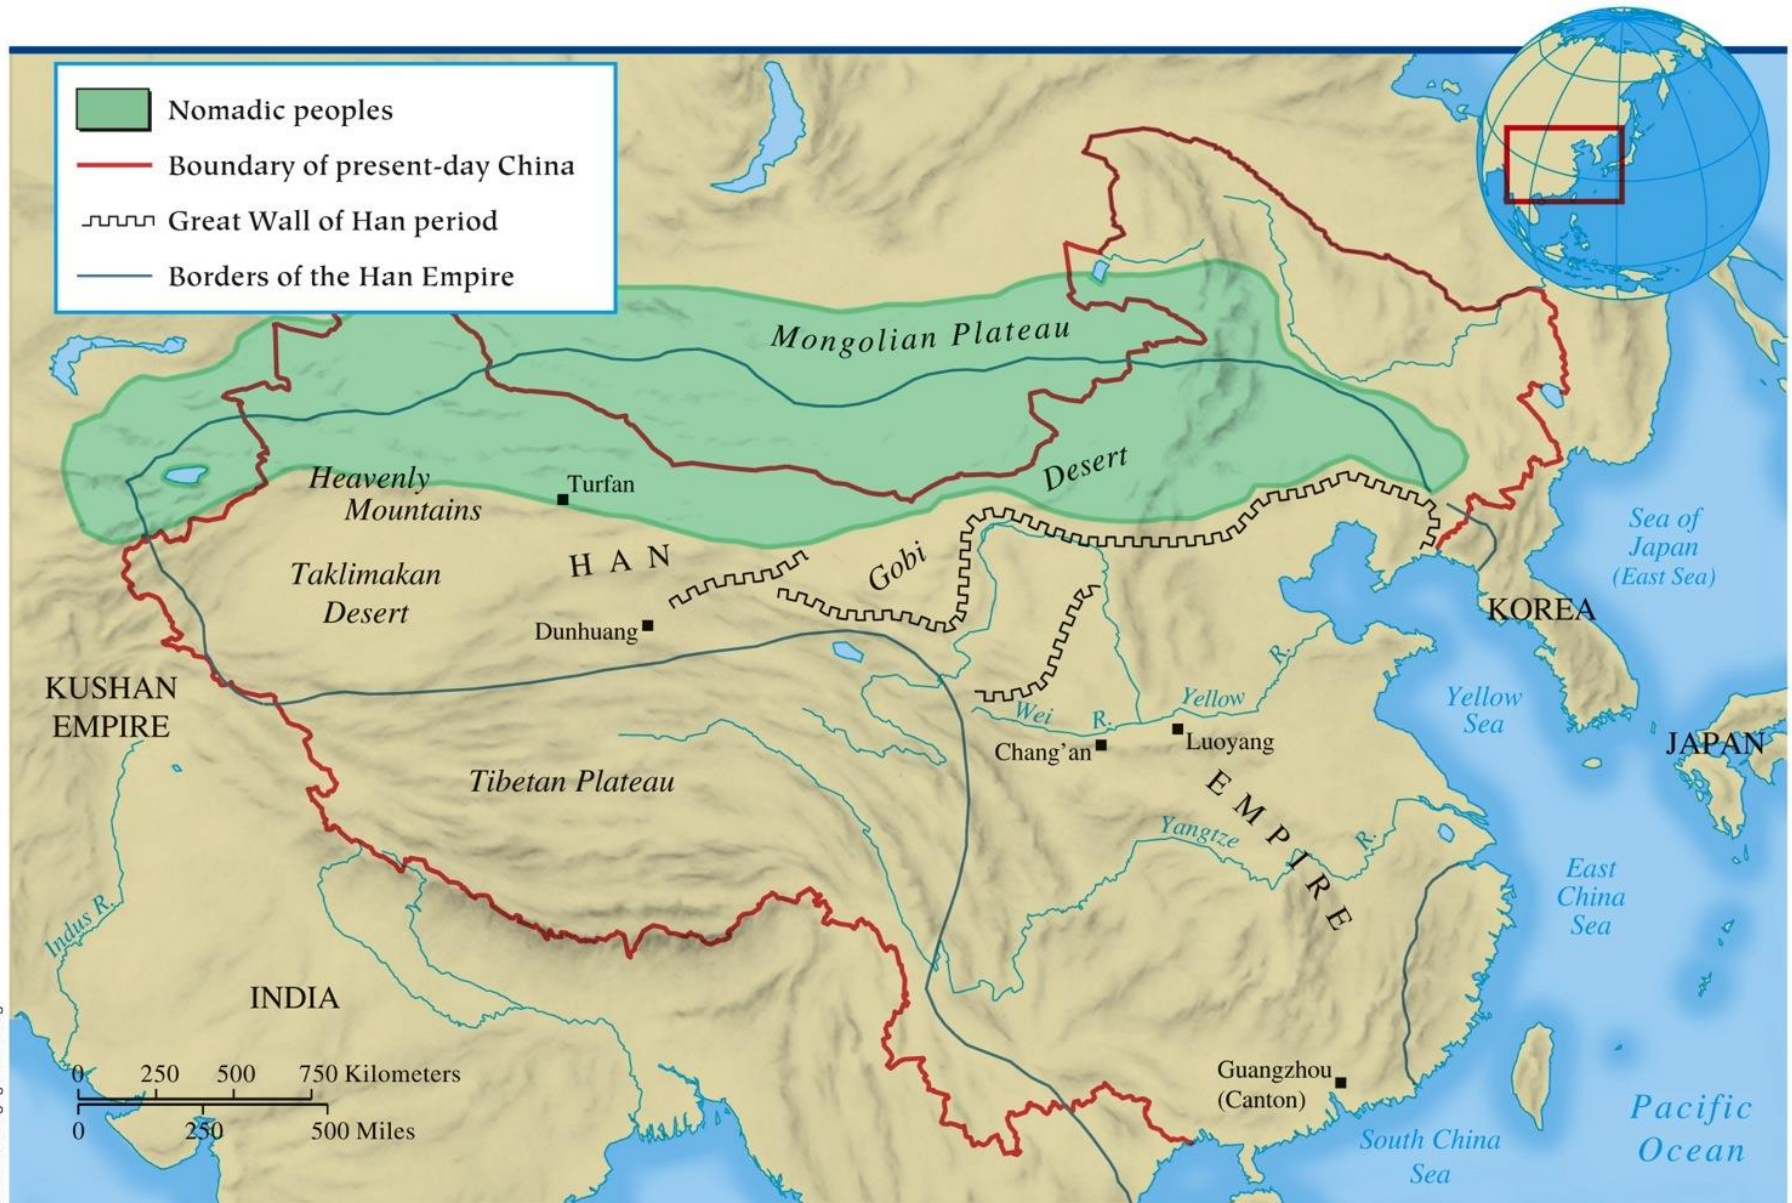 Nomadic peoples
Boundary of present-day China
Great Wall of Han period
Borders of the Han Empire
Mongolian Plateau
Heavenly
Mountains
Turfan
Desert
Gobi
HAN
Taklimakan
Desert
Dunhuang
Sea of
Japan
(East Sea)
KOREA
KUSHAN
EMPIRE
Yellow
Sea
JAPAN
Wei R.
Yellow R.
Chang'an
Luoyang
Tibetan Plateau
EMPIRE
Yangtze R.
East
China
Sea
Indus R.
INDIA
0 250 500 750 Kilometers
0 250 500 Miles
Guangzhou
(Canton)
South China
Sea
Pacific
Ocean